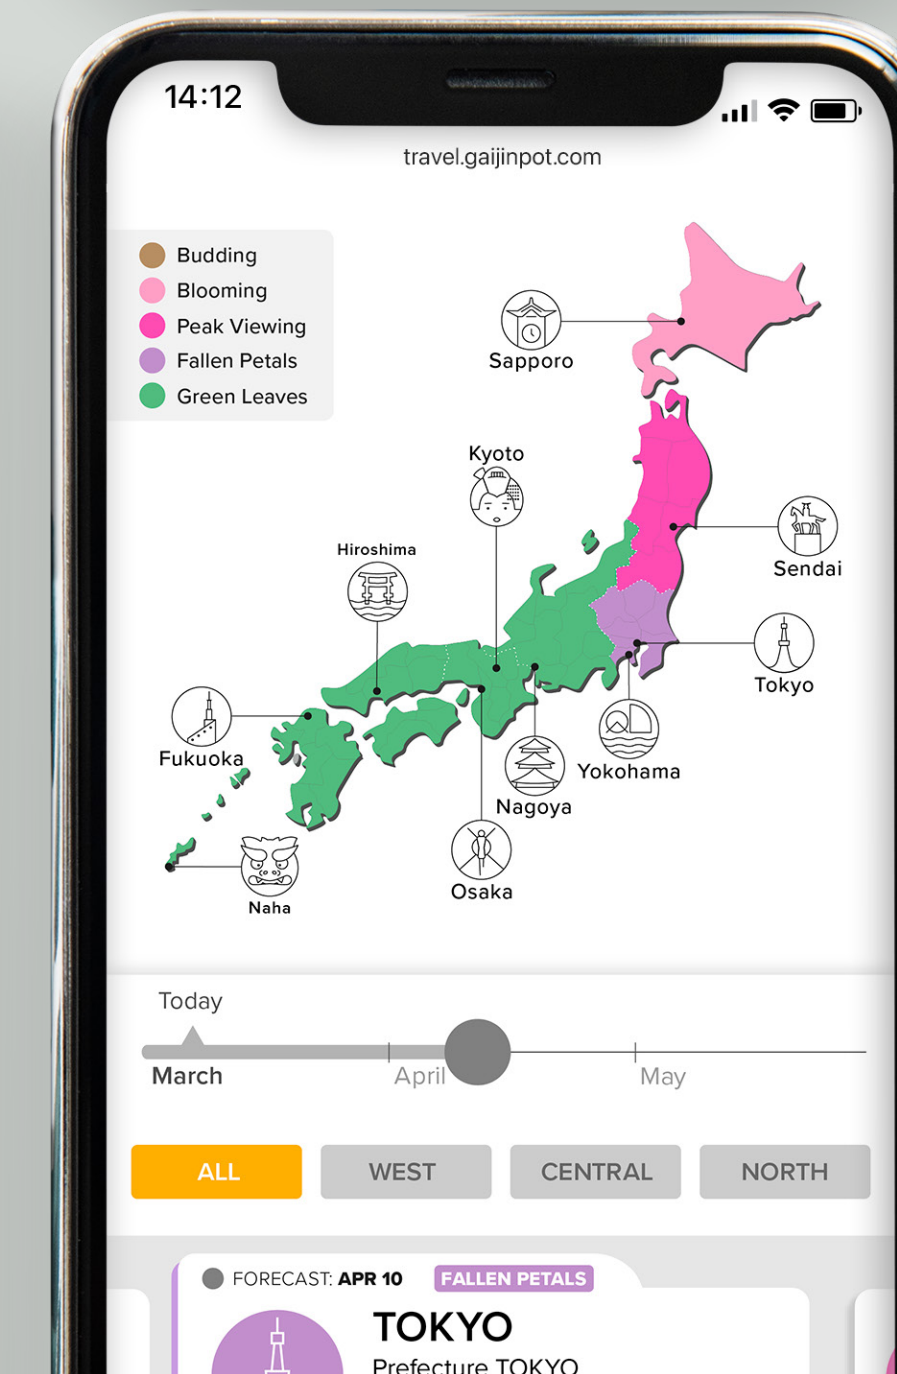 14:12
travel.gaijinpot.com
Budding
Blooming
Peak Viewing
Fallen Petals
Green Leaves
Sapporo
Kyoto
Hiroshima
Sendai
Tokyo
Fukuoka
Yokohama
Nagoya
Osaka
Naha
Today
March
April
May
ALL
WEST
CENTRAL
NORTH
FORECAST: APR 10
FALLEN PETALS
TOKYO
Prefecture TOKYO